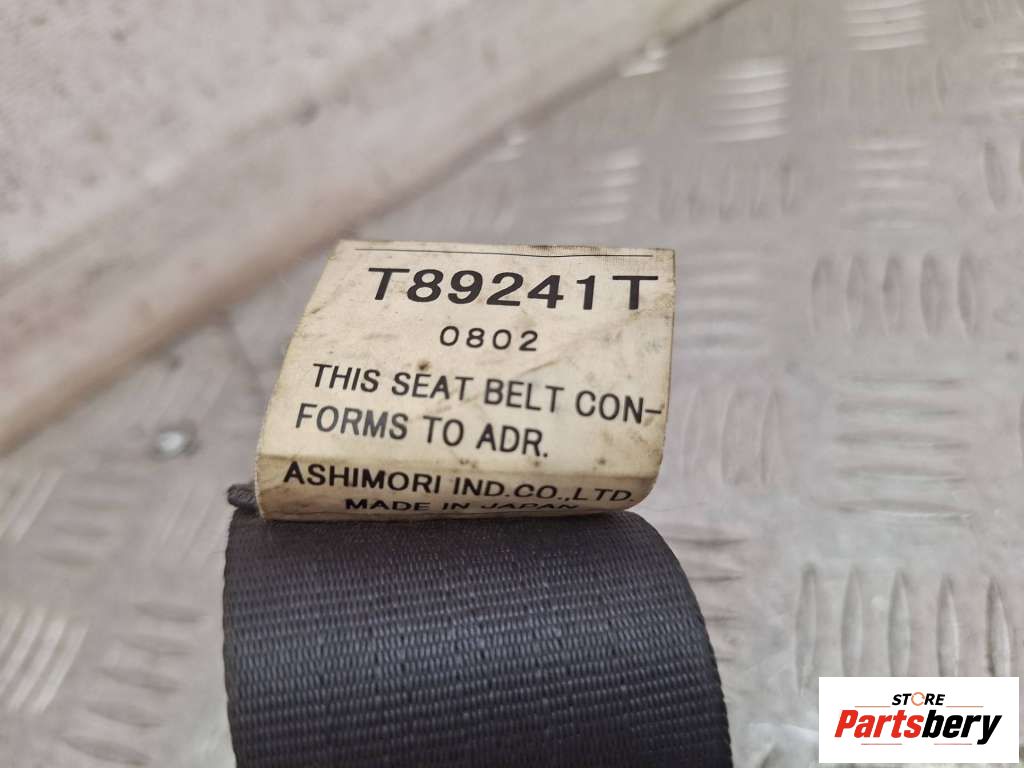 T89241T
0802
THIS SEAT BELT CON-
FORMS TO ADR.
ASHIMORI IND.CO.,LTD.
MADE IN JAPAN
STORE
Partsbery